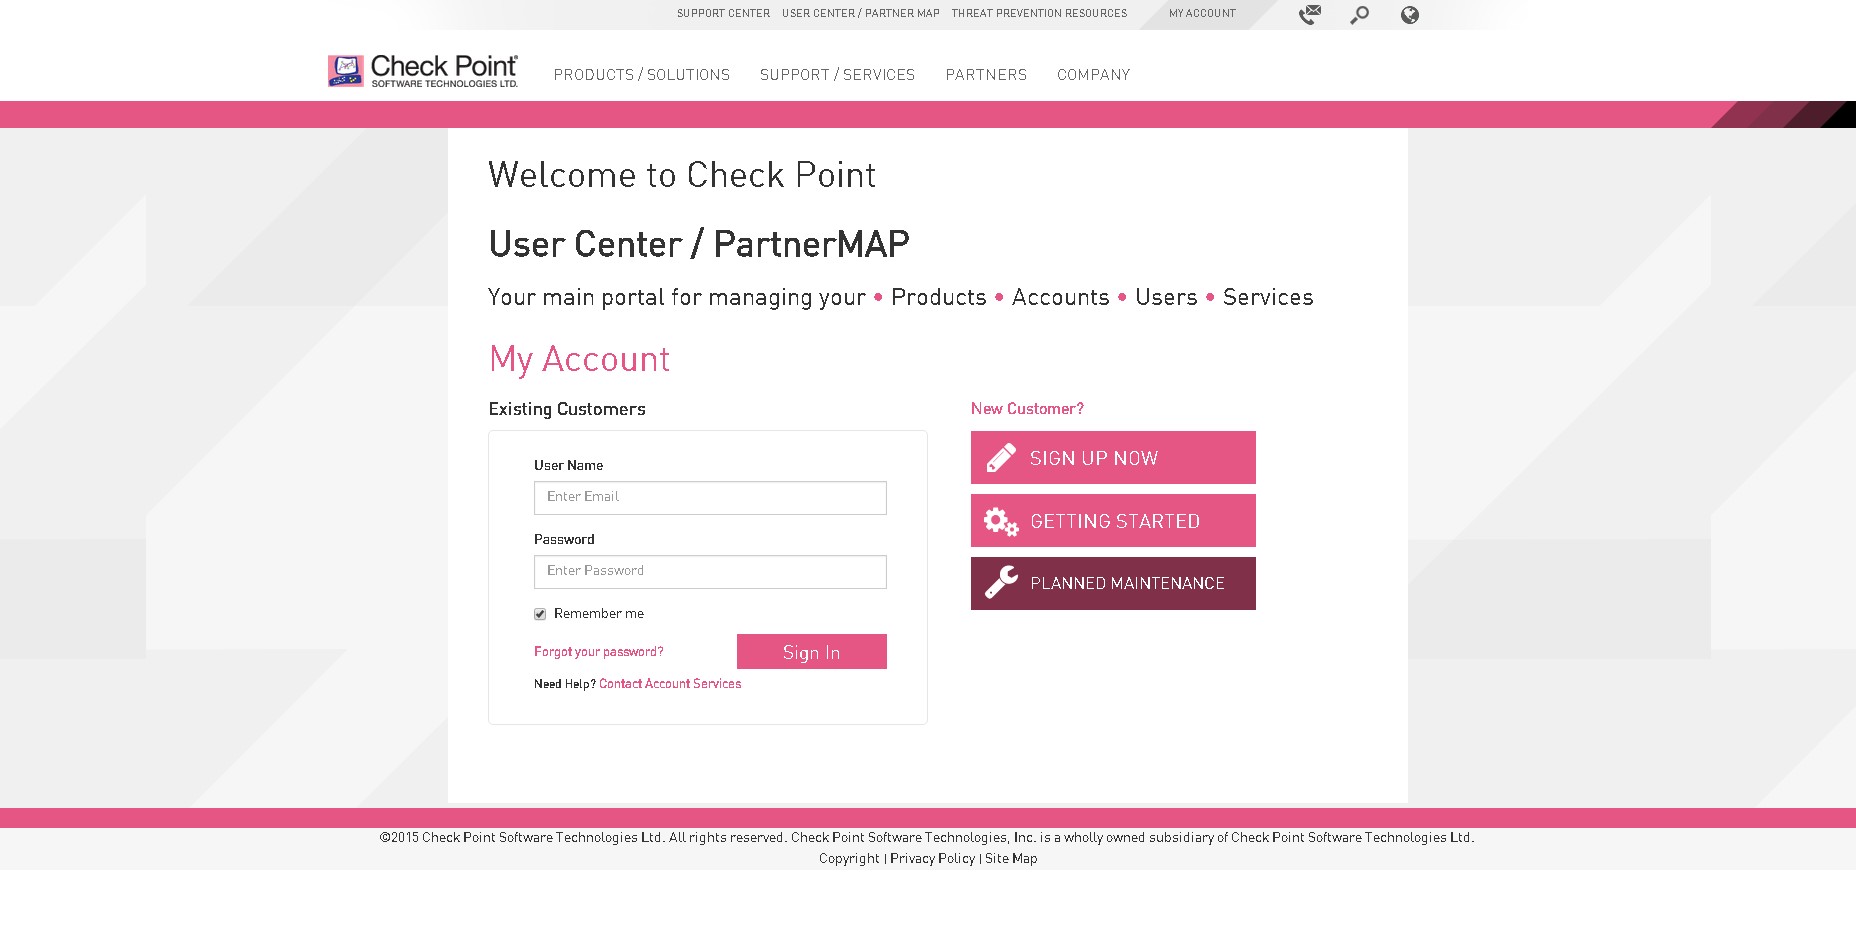 SUPPORT CENTER USER CENTER / PARTNER MAP THREAT PREVENTION RESOURCES MY ACCOUNT
Check Point
SOFTWARE TECHNOLOGIES LTD.
PRODUCTS / SOLUTIONS SUPPORT / SERVICES PARTNERS COMPANY
Welcome to Check Point
User Center / PartnerMAP
Your main portal for managing your • Products • Accounts • Users • Services
My Account
Existing Customers
User Name
Enter Email
Password
Enter Password
Remember me
Forgot your password? Sign In
Need Help? Contact Account Services
New Customer?
SIGN UP NOW
GETTING STARTED
PLANNED MAINTENANCE
©2015 Check Point Software Technologies Ltd. All rights reserved. Check Point Software Technologies, Inc. is a wholly owned subsidiary of Check Point Software Technologies Ltd.
Copyright | Privacy Policy | Site Map